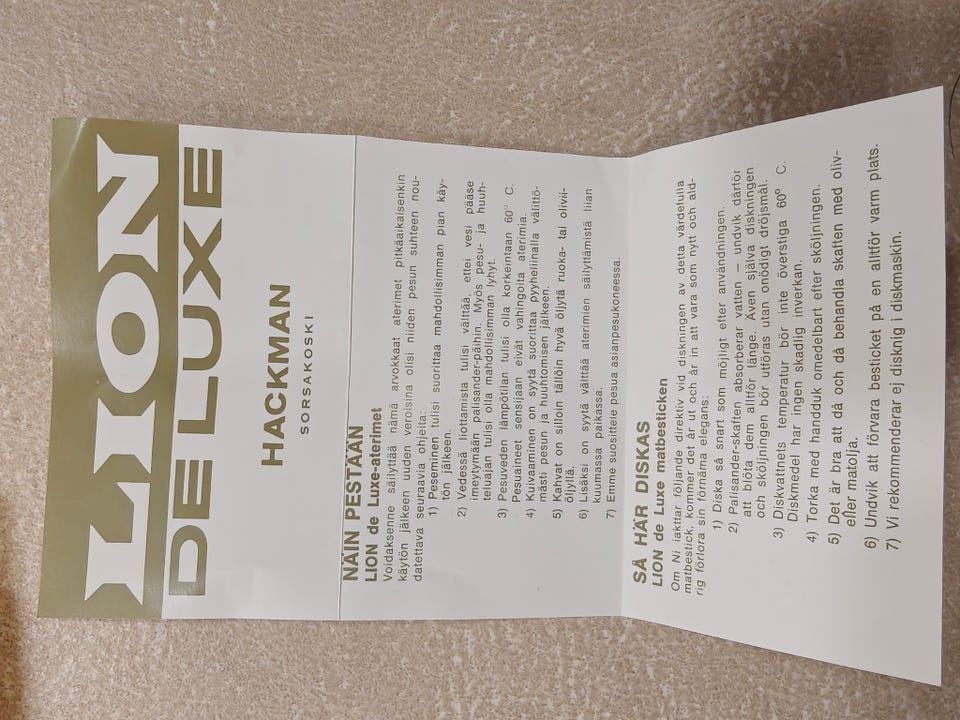 LION
DE LUXE
HACKMAN
SORSAKOSKI
NÄIN PESTÄÄN
LION de Luxe-aterimet
Voidaksenne säilyttää nämä arvokkaat aterimet pitkäaikaisenkin
käytön jälkeen uuden veroisina olisi niiden pesun suhteen nou-
datettava seuraavia ohjeita:
1) Peseminen tulisi suorittaa mahdollisimman pian käy-
tön jälkeen.
2) Vedessä liottamista tulisi välttää, ettei vesi pääse
imeytymään palisander-päihin. Myös pesu- ja huuh-
teluajan tulisi olla mahdollisimman lyhyt.
3) Pesuveden lämpötilan tulisi olla korkeintaan 60° C.
Pesuaineet sensijaan eivät vahingoita aterimia.
4) Kuivaaminen on syytä suorittaa pyyheliinalla välittö-
mästi pesun ja huuhtomisen jälkeen.
5) Kahvat on silloin tällöin hyvä öljytä ruoka- tai oliivi-
öljyllä.
6) Lisäksi on syytä välttää aterimien säilyttämistä liian
kuumassa paikassa.
7) Emme suosittele pesua asianpesukoneessa.
SÅ HÄR DISKAS
LION de Luxe matbesticken
Om Ni iakttar följande direktiv vid diskningen av detta värdefulla
matbestick, kommer det år ut och år in att vara som nytt och ald-
rig förlora sin förnäma elegans:
1) Diska så snart som möjligt efter användningen.
2) Palisander-skaften absorberar vatten — undvik därför
att blöta dem alltför länge. Även själva diskningen
och sköljningen bör utföras utan onödigt dröjsmål.
3) Diskvattnets temperatur bör inte överstiga 60° C.
Diskmedel har ingen skadlig inverkan.
4) Torka med handduk omedelbart efter sköljningen.
5) Det är bra att då och då behandla skaften med oliv-
eller matolja.
6) Undvik att förvara besticket på en alltför varm plats.
7) Vi rekommenderar ej disknig i diskmaskin.